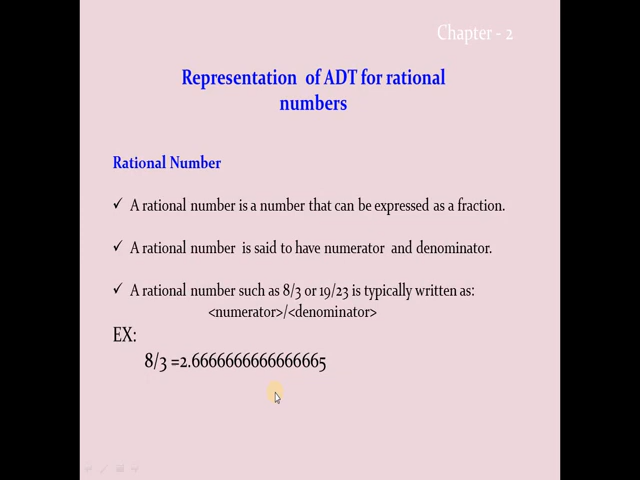 Chapter - 2
Representation of ADT for rational
numbers
Rational Number
✓ A rational number is a number that can be expressed as a fraction.
✓ A rational number is said to have numerator and denominator.
✓ A rational number such as 8/3 or 19/23 is typically written as:
<numerator>/<denominator>
EX:
8/3 =2.6666666666666665